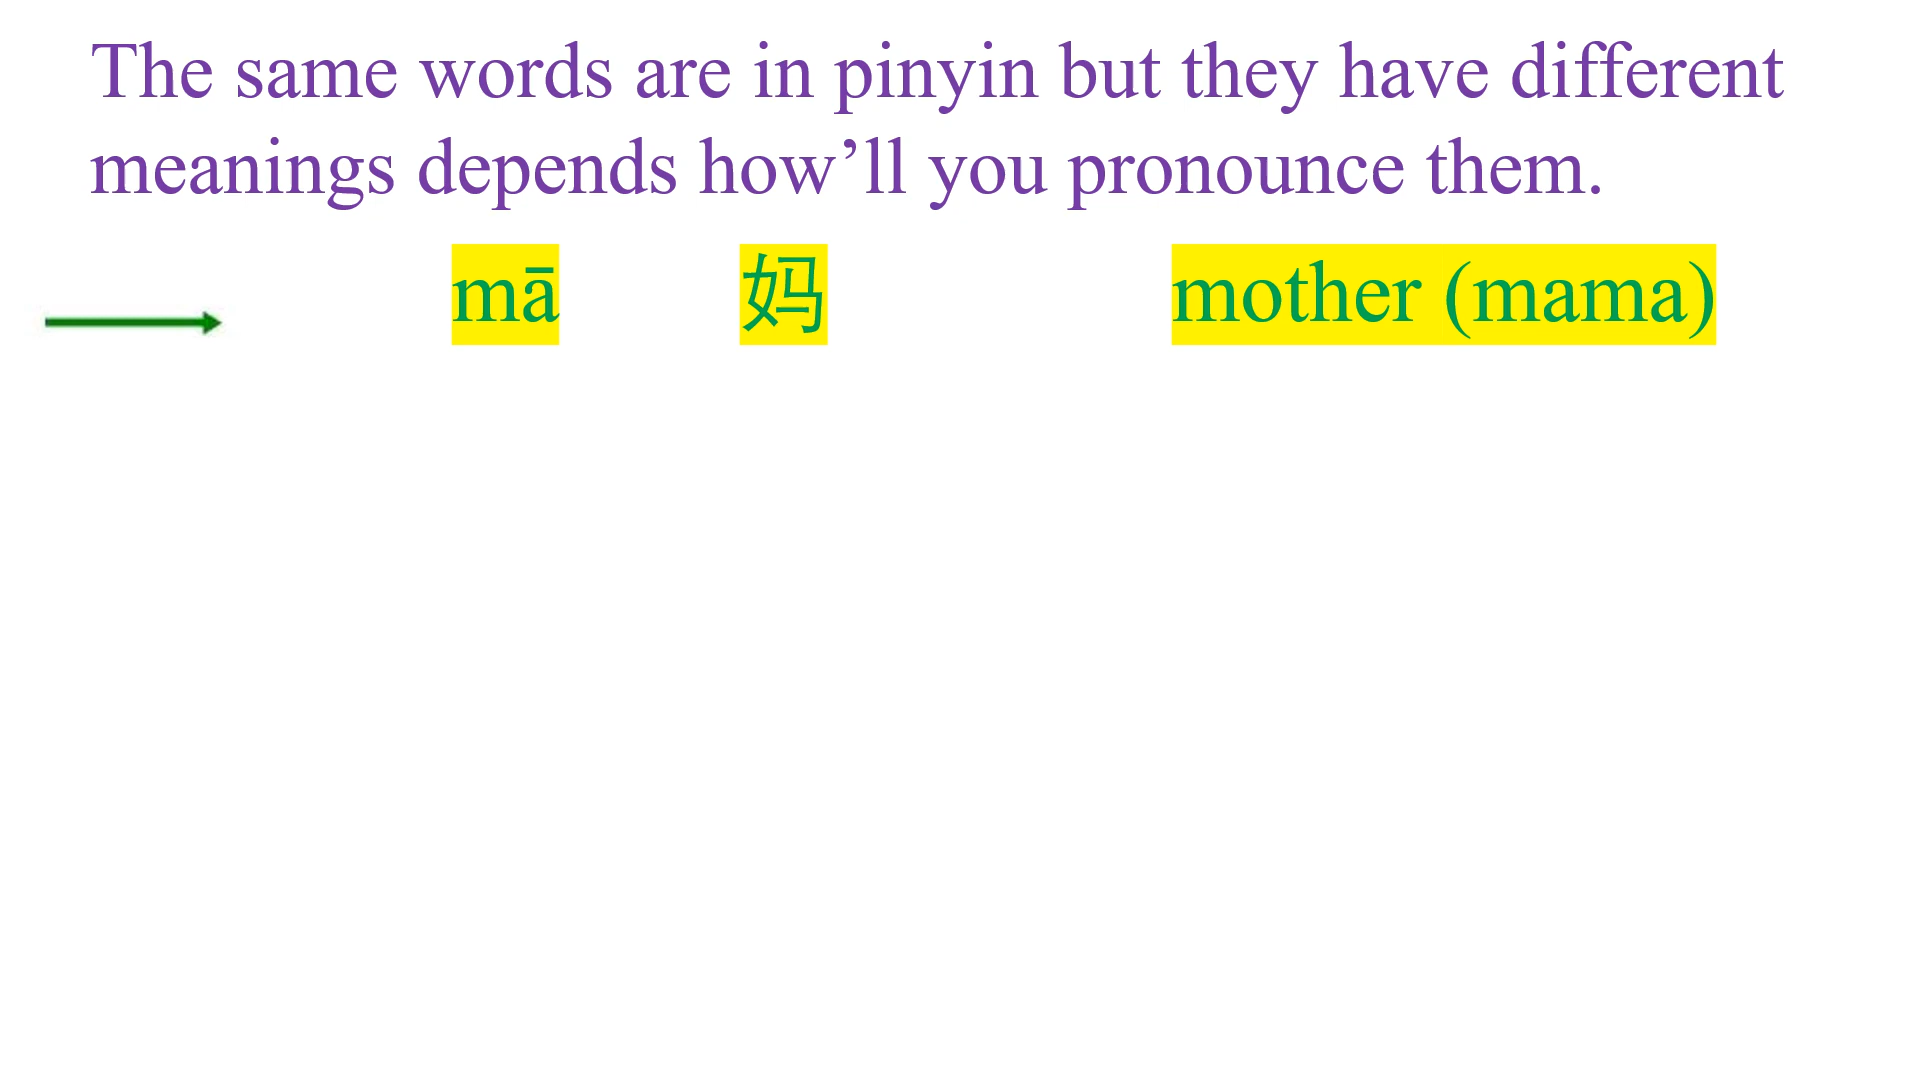 The same words are in pinyin but they have different
meanings depends how’ll you pronounce them.
mā 妈 mother (mama)